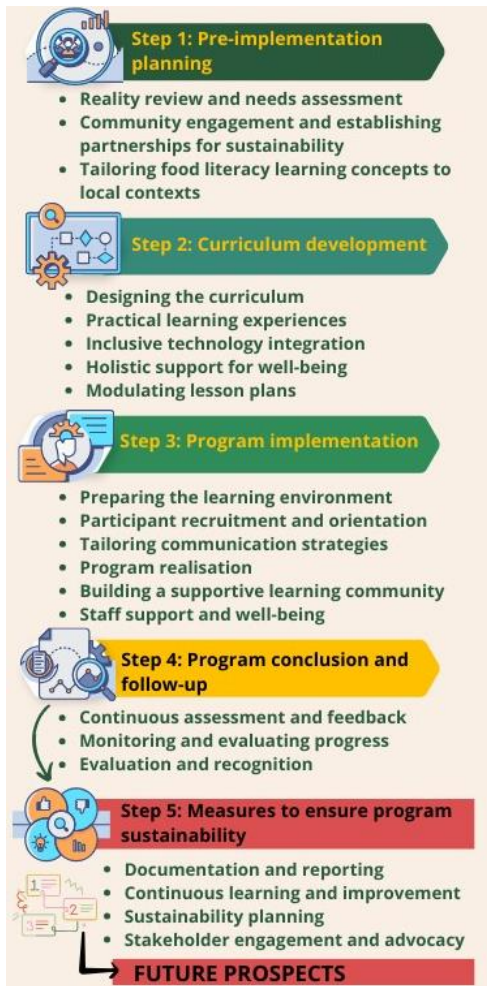 Step 1: Pre-implementation
planning
• Reality review and needs assessment
• Community engagement and establishing
partnerships for sustainability
• Tailoring food literacy learning concepts to
local contexts
Step 2: Curriculum development
• Designing the curriculum
• Practical learning experiences
• Inclusive technology integration
• Holistic support for well-being
• Modulating lesson plans
Step 3: Program implementation
• Preparing the learning environment
• Participant recruitment and orientation
• Tailoring communication strategies
• Program realisation
• Building a supportive learning community
• Staff support and well-being
Step 4: Program conclusion and
follow-up
• Continuous assessment and feedback
• Monitoring and evaluating progress
• Evaluation and recognition
Step 5: Measures to ensure program
sustainability
• Documentation and reporting
• Continuous learning and improvement
• Sustainability planning
• Stakeholder engagement and advocacy
1
2
3
FUTURE PROSPECTS